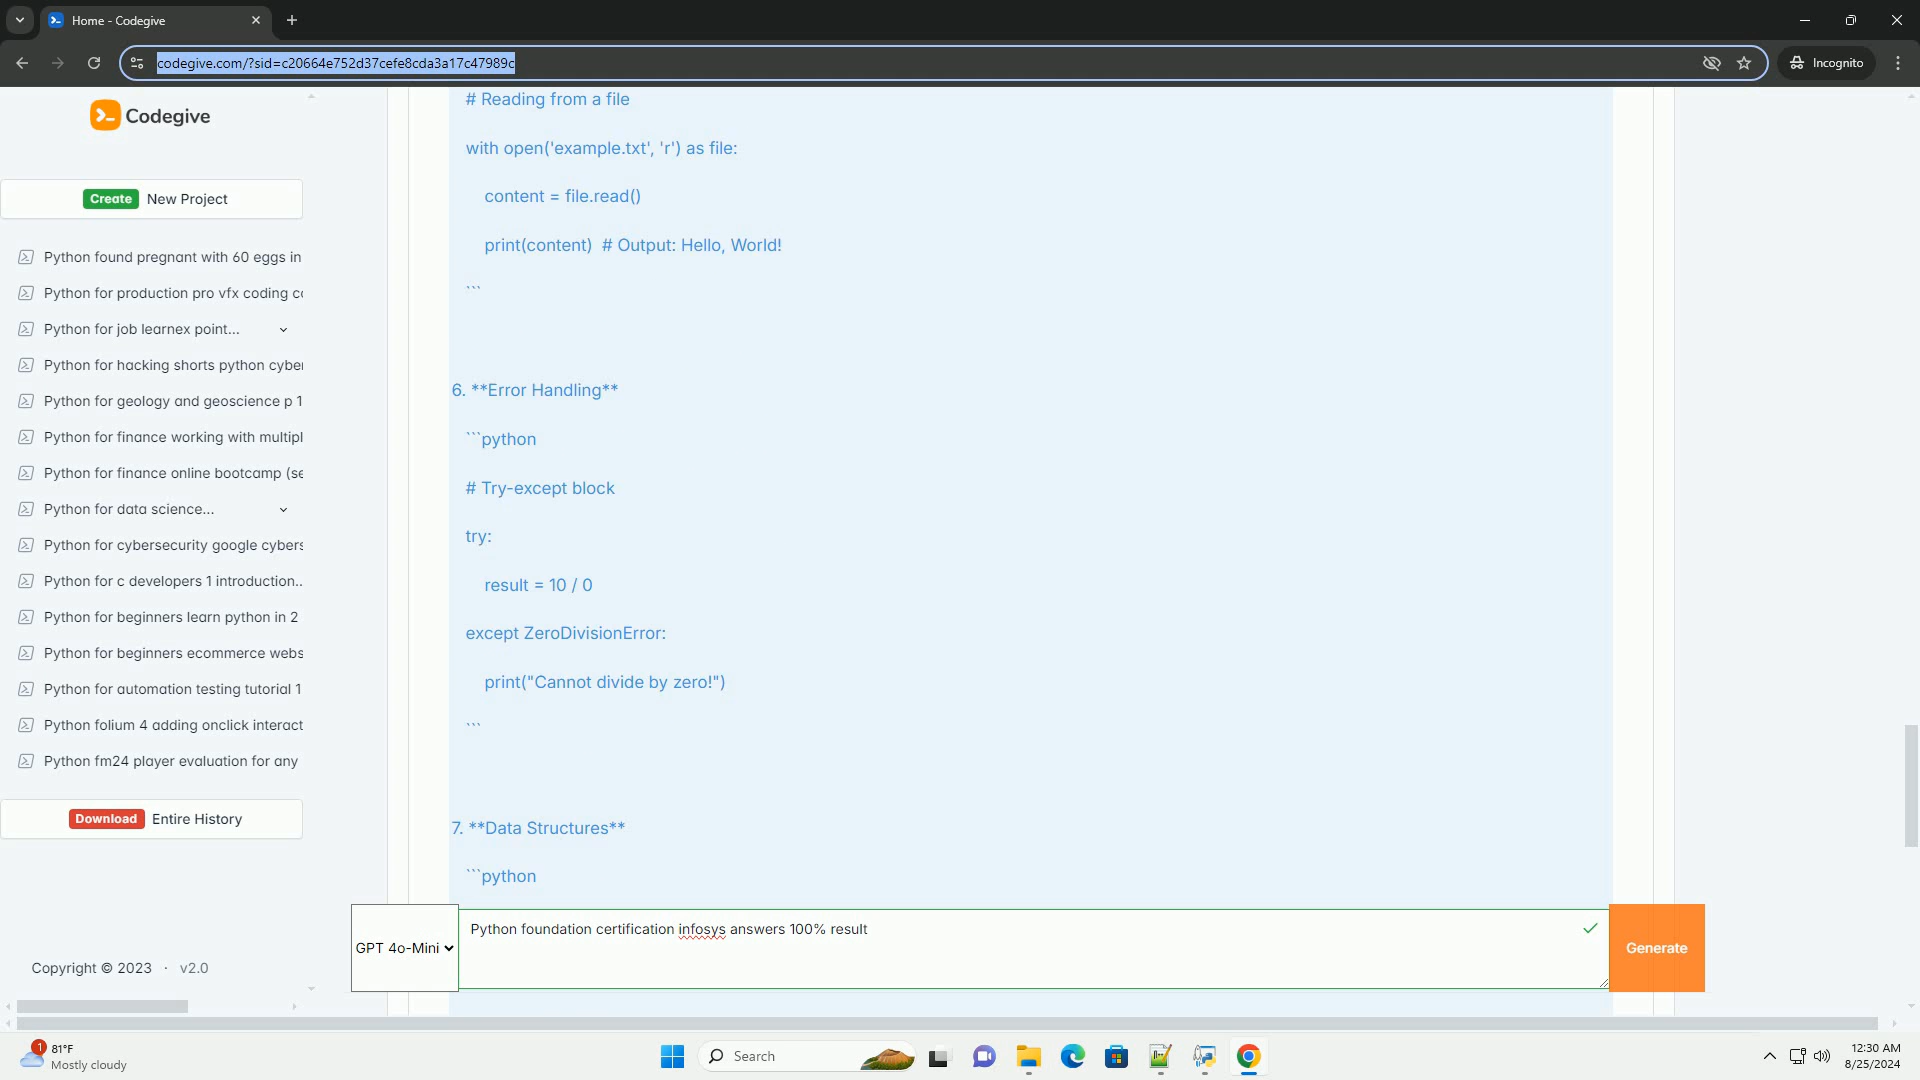 Home - Codegive
codegive.com/?sid=c20664e752d37cefe8cda3a17c47989c
Incognito
Codegive
Create New Project
Python found pregnant with 60 eggs in
Python for production pro vfx coding co
Python for job learnex point...
Python for hacking shorts python cyber
Python for geology and geoscience p 1
Python for finance working with multipl
Python for finance online bootcamp (se
Python for data science...
Python for cybersecurity google cybers
Python for c developers 1 introduction...
Python for beginners learn python in 2
Python for beginners ecommerce webs
Python for automation testing tutorial 1
Python folium 4 adding onclick interact
Python fm24 player evaluation for any
Download Entire History
Copyright © 2023 · v2.0
# Reading from a file
with open('example.txt', 'r') as file:
content = file.read()
print(content)  # Output: Hello, World!
```
6. **Error Handling**
```python
# Try-except block
try:
result = 10 / 0
except ZeroDivisionError:
print("Cannot divide by zero!")
```
7. **Data Structures**
```python
GPT 4o-Mini
Python foundation certification infosys answers 100% result
Generate
1
81°F
Mostly cloudy
Search
12:30 AM
8/25/2024